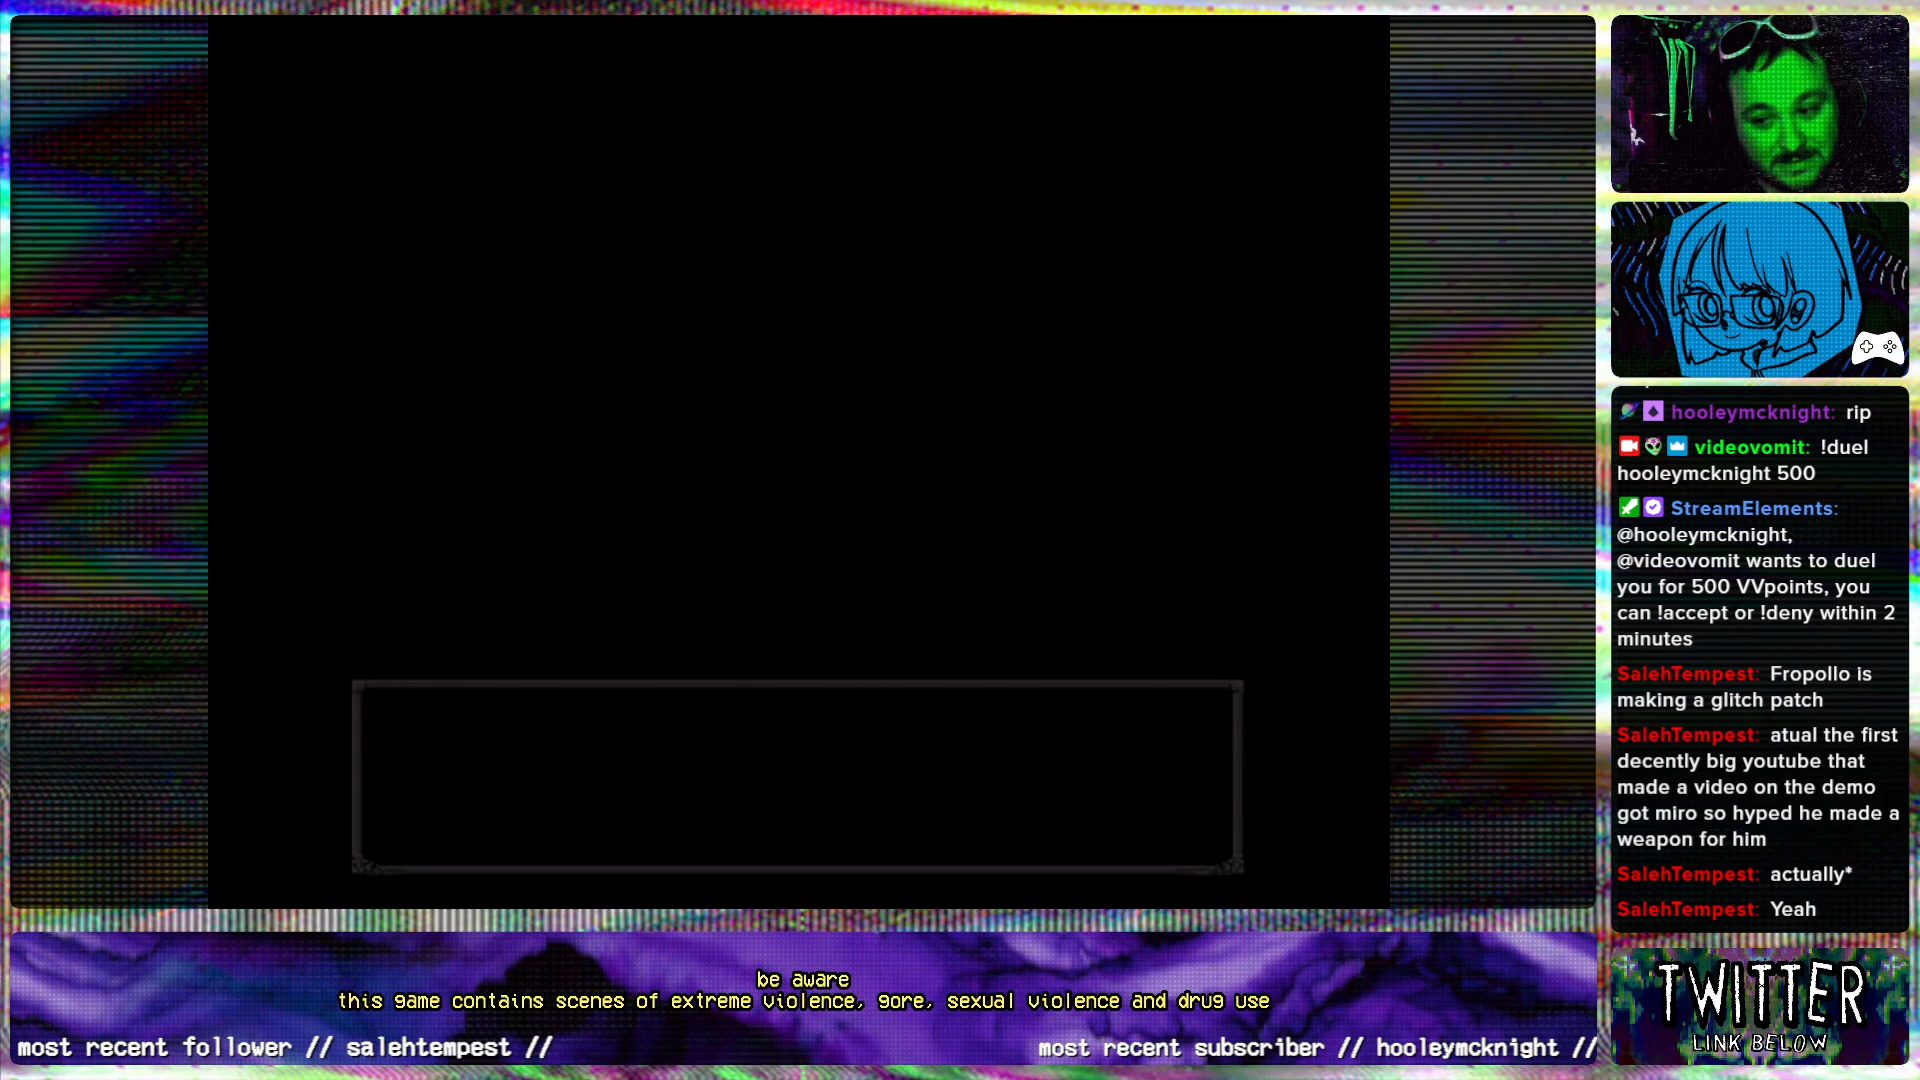 hooleymcknight: rip
videovomit: !duel
hooleymcknight 500
StreamElements:
@hooleymcknight,
@videovomit wants to duel
you for 500 VVpoints, you
can !accept or !deny within 2
minutes
SalehTempest: Fropollo is
making a glitch patch
SalehTempest: atual the first
decently big youtube that
made a video on the demo
got miro so hyped he made a
weapon for him
SalehTempest: actually*
SalehTempest: Yeah
be aware
this game contains scenes of extreme violence, gore, sexual violence and drug use
most recent follower // salehtempest //
most recent subscriber // hooleymcknight //
TWITTER
LINK BELOW